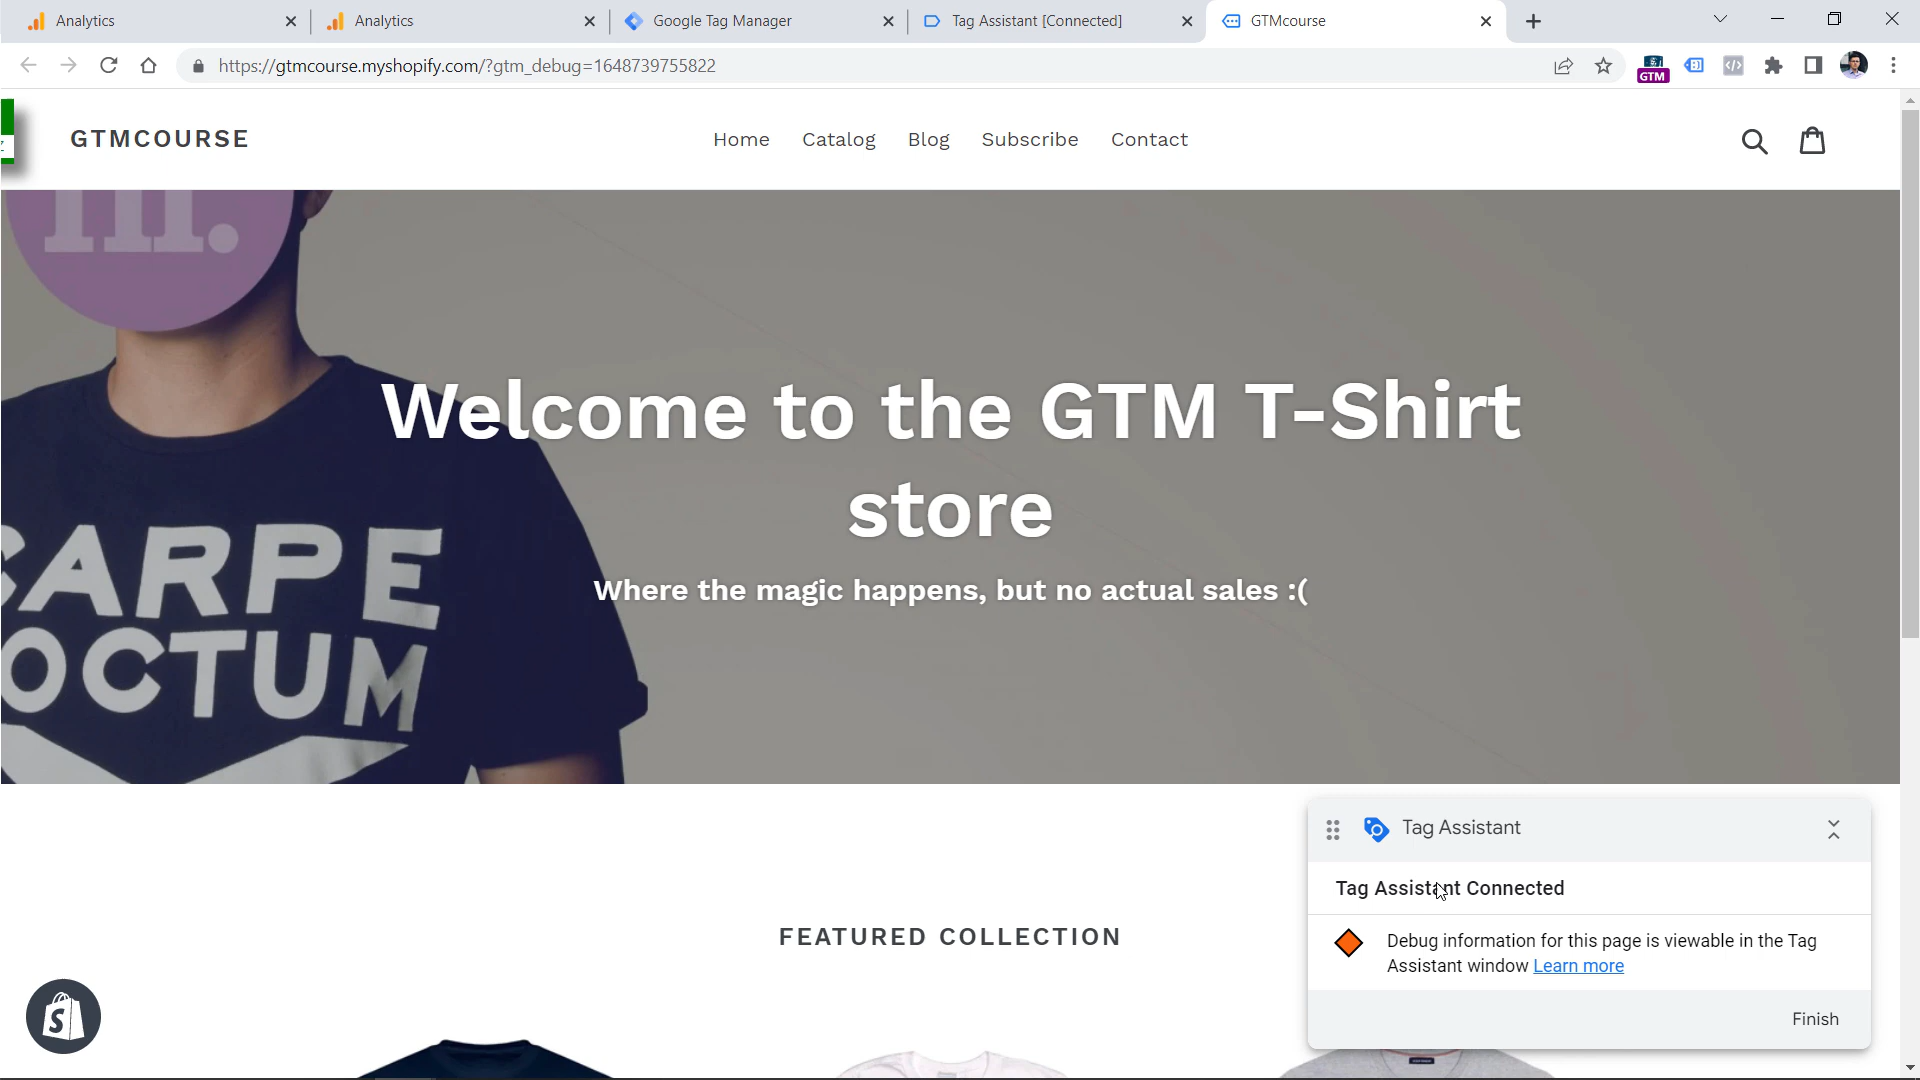 Analytics
Analytics
Google Tag Manager
Tag Assistant [Connected]
GTMcourse
https://gtmcourse.myshopify.com/?gtm_debug=1648739755822
GTM
GTMCOURSE
Home
Catalog
Blog
Subscribe
Contact
m.
Welcome to the GTM T-Shirt
store
Where the magic happens, but no actual sales :(
CARPE
OCTUM
Tag Assistant
Tag Assistant Connected
Debug information for this page is viewable in the Tag
Assistant window Learn more
Finish
FEATURED COLLECTION